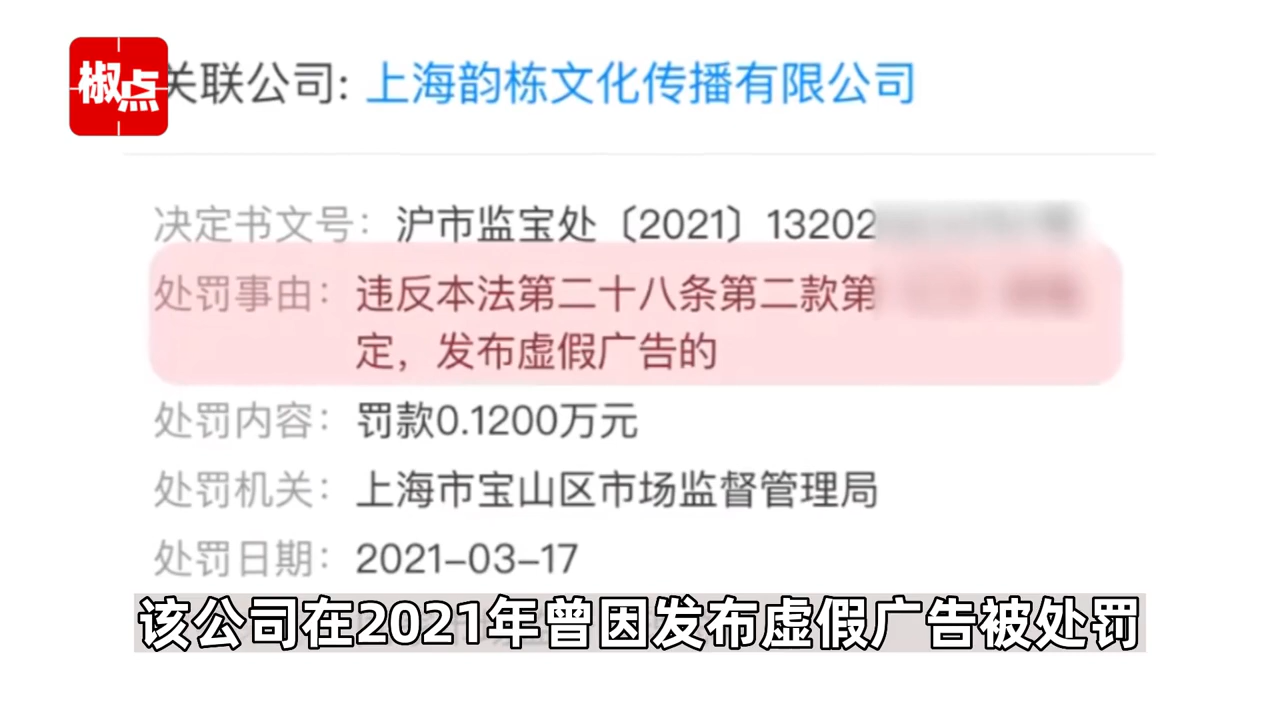 椒点
关联公司: 上海韵栋文化传播有限公司
决定书文号: 沪市监宝处〔2021〕13202
处罚事由: 违反本法第二十八条第二款第
定，发布虚假广告的
处罚内容: 罚款0.1200万元
处罚机关: 上海市宝山区市场监督管理局
处罚日期: 2021-03-17
该公司在2021年曾因发布虚假广告被处罚